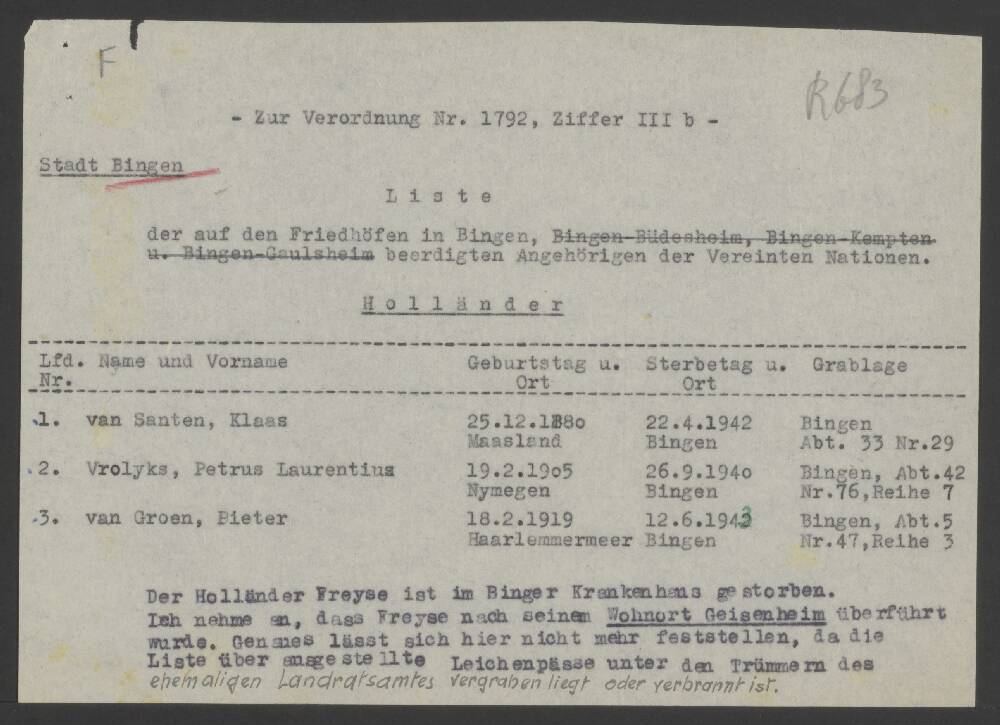 F
R683
- Zur Verordnung Nr. 1792, Ziffer III b -
Stadt Bingen
L i s t e
der auf den Friedhöfen in Bingen, Bingen-Büdesheim, Bingen-Kempten
u. Bingen-Gaulsheim beerdigten Angehörigen der Vereinten Nationen.
H o l l ä n d e r
Lfd. Name und Vorname Geburtstag u. Sterbetag u. Grablage
Nr. Ort Ort
1. van Santen, Klaas 25.12.1880 22.4.1942 Bingen
Maasland Bingen Abt. 33 Nr.29
2. Vrolyks, Petrus Laurentius 19.2.19o5 26.9.194o Bingen, Abt.42
Nymegen Bingen Nr.76,Reihe 7
3. van Groen, Pieter 18.2.1919 12.6.1943 Bingen, Abt.5
Haarlemmermeer Bingen Nr.47,Reihe 3
Der Holländer Freyse ist im Binger Krankenhaus gestorben.
Ich nehme an, dass Freyse nach seinem Wohnort Geisenheim überführt
wurde. Genaues lässt sich hier nicht mehr feststellen, da die
Liste über ausgestellte Leichenpässe unter den Trümmern des
ehemaligen Landratsamtes vergraben liegt oder verbrannt ist.